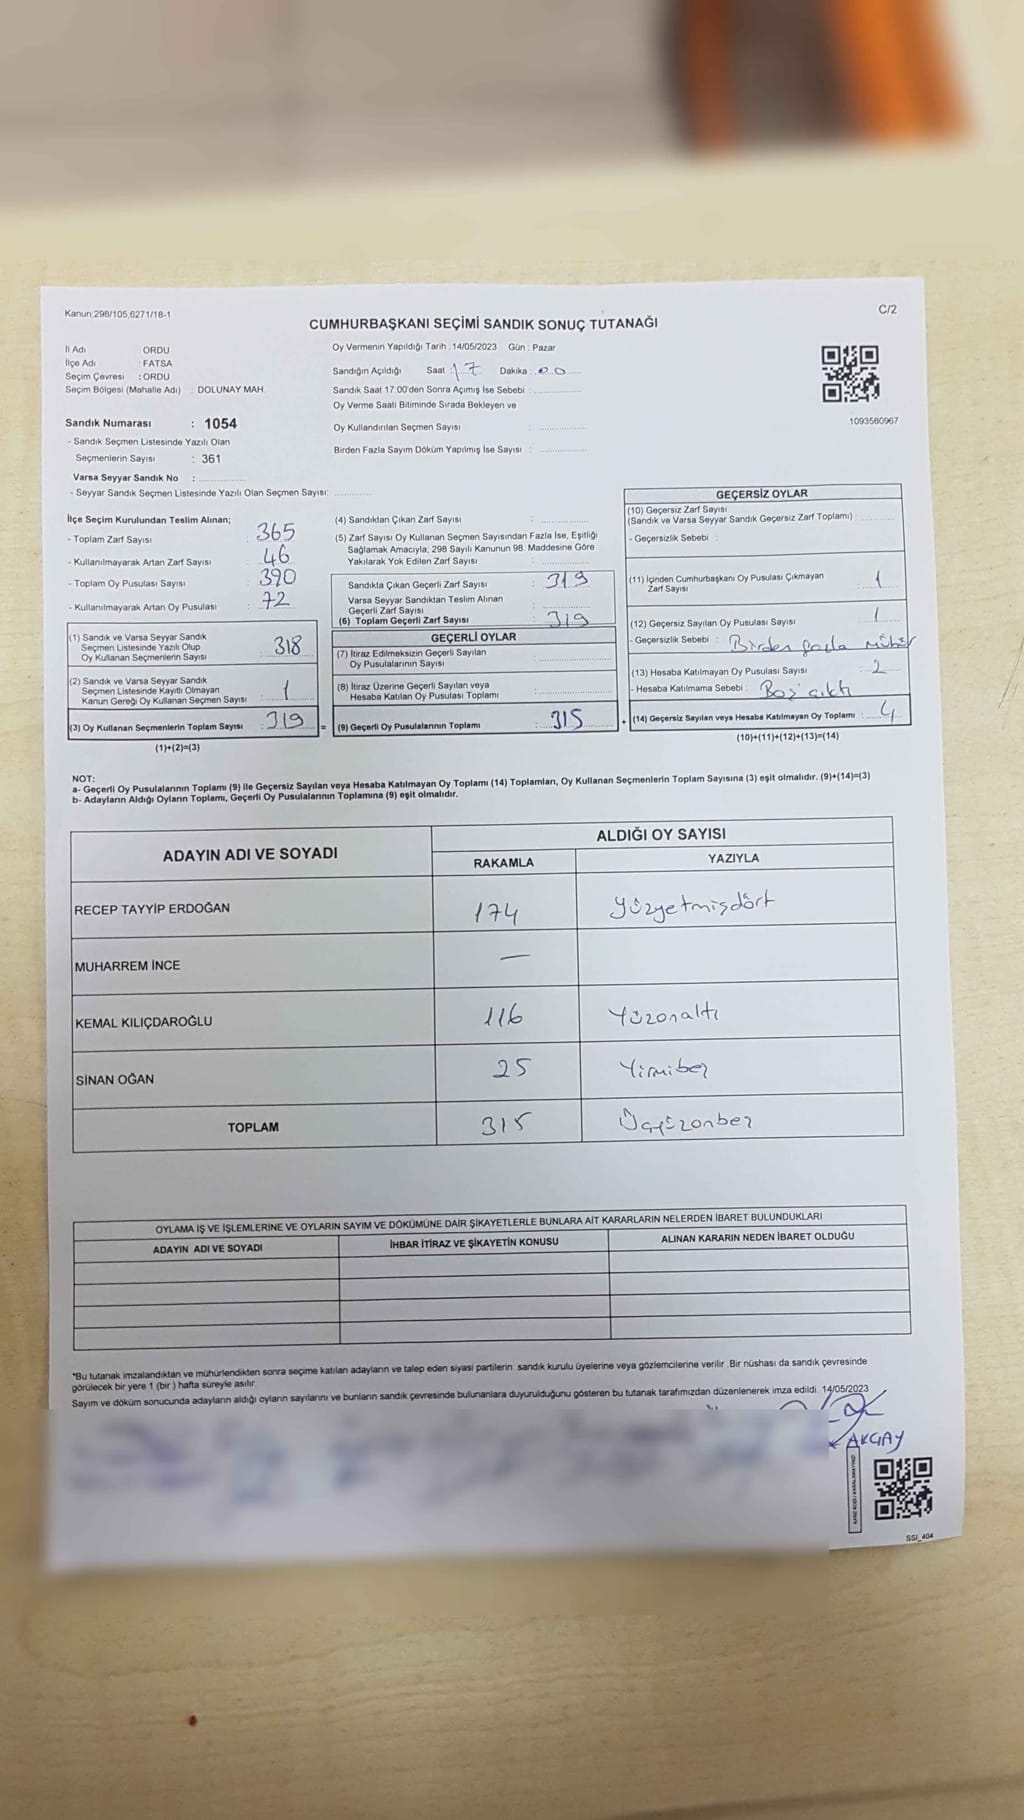 Kanun;298/105,6271/18-1
C/2
CUMHURBAŞKANI SEÇİMİ SANDIK SONUÇ TUTANAĞI
İl Adı ORDU
İlçe Adı : FATSA
Seçim Çevresi : ORDU
Seçim Bölgesi (Mahalle Adı) : DOLUNAY MAH.
Sandık Numarası : 1054
- Sandık Seçmen Listesinde Yazılı Olan
Seçmenlerin Sayısı : 361
Varsa Seyyar Sandık No :
- Seyyar Sandık Seçmen Listesinde Yazılı Olan Seçmen Sayısı:
Oy Vermenin Yapıldığı Tarih : 14/05/2023 Gün : Pazar
Sandığın Açıldığı Saat : 17 Dakika : 00
Sandık Saat 17:00'den Sonra Açımış İse Sebebi :
Oy Verme Saati Bitiminde Sırada Bekleyen ve
Oy Kullandırılan Seçmen Sayısı :
Birden Fazla Sayım Döküm Yapılmış İse Sayısı :
1093560967
İlçe Seçim Kurulundan Teslim Alınan;
- Toplam Zarf Sayısı : 365
- Kullanılmayarak Artan Zarf Sayısı : 46
- Toplam Oy Pusulası Sayısı : 390
- Kullanılmayarak Artan Oy Pusulası : 72
(1) Sandık ve Varsa Seyyar Sandık
Seçmen Listesinde Yazılı Olup
Oy Kullanan Seçmenlerin Sayısı 318
(2) Sandık ve Varsa Seyyar Sandık
Seçmen Listesinde Kayıtlı Olmayan
Kanun Gereği Oy Kullanan Seçmen Sayısı 1
(3) Oy Kullanan Seçmenlerin Toplam Sayısı : 319 =
(1)+(2)=(3)
(4) Sandıktan Çıkan Zarf Sayısı :
(5) Zarf Sayısı Oy Kullanan Seçmen Sayısından Fazla İse, Eşitliği
Sağlamak Amacıyla; 298 Sayılı Kanunun 98. Maddesine Göre
Yakılarak Yok Edilen Zarf Sayısı :
Sandıkta Çıkan Geçerli Zarf Sayısı : 319
Varsa Seyyar Sandıktan Teslim Alınan
Geçerli Zarf Sayısı :
(6) Toplam Geçerli Zarf Sayısı : 319
GEÇERLİ OYLAR
(7) İtiraz Edilmeksizin Geçerli Sayılan
Oy Pusulalarının Sayısı :
(8) İtiraz Üzerine Geçerli Sayılan veya
Hesaba Katılan Oy Pusulası Toplamı :
(9) Geçerli Oy Pusulalarının Toplamı : 315 +
GEÇERSİZ OYLAR
(10) Geçersiz Zarf Sayısı
(Sandık ve Varsa Seyyar Sandık Geçersiz Zarf Toplamı) :
- Geçersizlik Sebebi :
(11) İçinden Cumhurbaşkanı Oy Pusulası Çıkmayan
Zarf Sayısı : 1
(12) Geçersiz Sayılan Oy Pusulası Sayısı : 1
- Geçersizlik Sebebi : Birden fazla mühür
(13) Hesaba Katılmayan Oy Pusulası Sayısı : 2
- Hesaba Katılmama Sebebi : Boş çıktı
(14) Geçersiz Sayılan veya Hesaba Katılmayan Oy Toplamı : 4
(10)+(11)+(12)+(13)=(14)
NOT:
a- Geçerli Oy Pusulalarının Toplamı (9) ile Geçersiz Sayılan veya Hesaba Katılmayan Oy Toplamı (14) Toplamları, Oy Kullanan Seçmenlerin Toplam Sayısına (3) eşit olmalıdır. (9)+(14)=(3)
b- Adayların Aldığı Oyların Toplamı, Geçerli Oy Pusulalarının Toplamına (9) eşit olmalıdır.
ADAYIN ADI VE SOYADI
ALDIĞI OY SAYISI
RAKAMLA YAZIYLA
RECEP TAYYİP ERDOĞAN 174 yüzyetmişdört
MUHARREM İNCE —
KEMAL KILIÇDAROĞLU 116 Yüzonaltı
SİNAN OĞAN 25 Yirmibeş
TOPLAM 315 Üçyüzonbeş
OYLAMA İŞ VE İŞLEMLERİNE VE OYLARIN SAYIM VE DÖKÜMÜNE DAİR ŞİKAYETLERLE BUNLARA AİT KARARLARIN NELERDEN İBARET BULUNDUKLARI
ADAYIN ADI VE SOYADI İHBAR İTİRAZ VE ŞİKAYETİN KONUSU ALINAN KARARIN NEDEN İBARET OLDUĞU
*Bu tutanak imzalandıktan ve mühürlendikten sonra seçime katılan adayların ve talep eden siyasi partilerin sandık kurulu üyelerine veya gözlemcilerine verilir. Bir nüshası da sandık çevresinde
görülecek bir yere 1 (bir ) hafta süreyle asılır.
Sayım ve döküm sonucunda adayların aldığı oyların sayılarını ve bunların sandık çevresinde bulunanlara duyurulduğunu gösteren bu tutanak tarafımızdan düzenlenerek imza edildi. 14/05/2023
AKÇAY
SSI_404